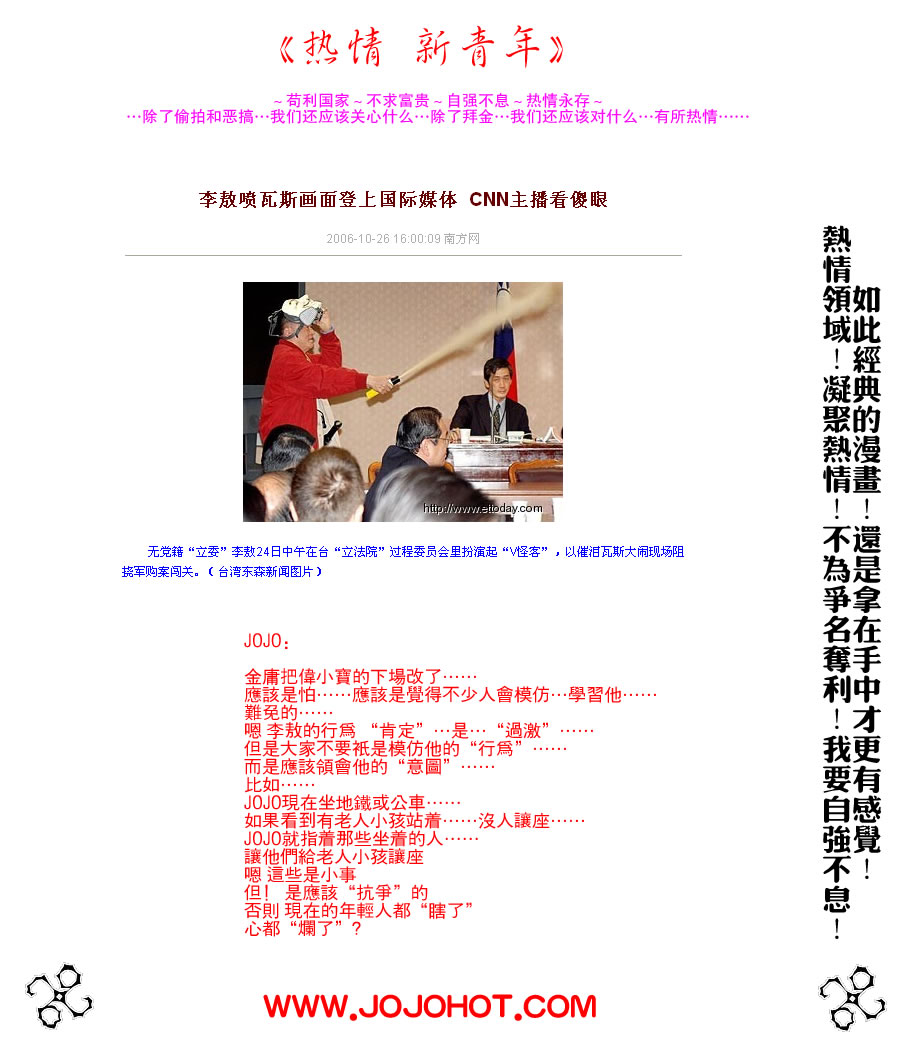 《热情 新青年》
～苟利国家～不求富贵～自强不息～热情永存～
…除了偷拍和恶搞…我们还应该关心什么…除了拜金…我们还应该对什么…有所热情……
李敖喷瓦斯画面登上国际媒体 CNN主播看傻眼
2006-10-26 16:00:09 南方网
http://www.ettoday.com
无党籍“立委”李敖24日中午在台“立法院”过程委员会里扮演起“V怪客”，以催泪瓦斯大闹现场阻
挠军购案闯关。（台湾东森新闻图片）
JOJO：
金庸把偉小寶的下場改了……
應該是怕……應該是覺得不少人會模仿…學習他……
難免的……
嗯 李敖的行爲 “肯定” …是… “過激” ……
但是大家不要衹是模仿他的“行爲” ……
而是應該領會他的“意圖” ……
比如……
JOJO現在坐地鐵或公車……
如果看到有老人小孩站着……沒人讓座……
JOJO就指着那些坐着的人……
讓他們給老人小孩讓座
嗯 這些是小事
但！ 是應該“抗爭”的
否則 現在的年輕人都“瞎了”
心都“爛了”?
如此經典的漫畫！還是拿在手中才更有感覺！
熱情領域！凝聚熱情！不為爭名奪利！我要自強不息！
WWW.JOJOHOT.COM